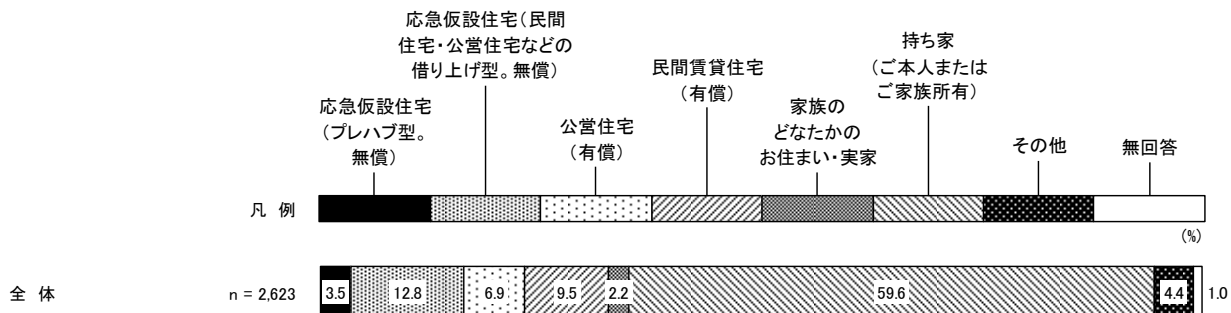 応急仮設住宅(民間
住宅・公営住宅などの
借り上げ型。無償)
持ち家
(ご本人または
ご家族所有)
民間賃貸住宅
(有償)
応急仮設住宅
(プレハブ型。
無償)
公営住宅
(有償)
家族の
どなたかの
お住まい・実家
その他
無回答
凡 例
(%)
全 体
n = 2,623
3.5
12.8
6.9
9.5
2.2
59.6
4.4
1.0